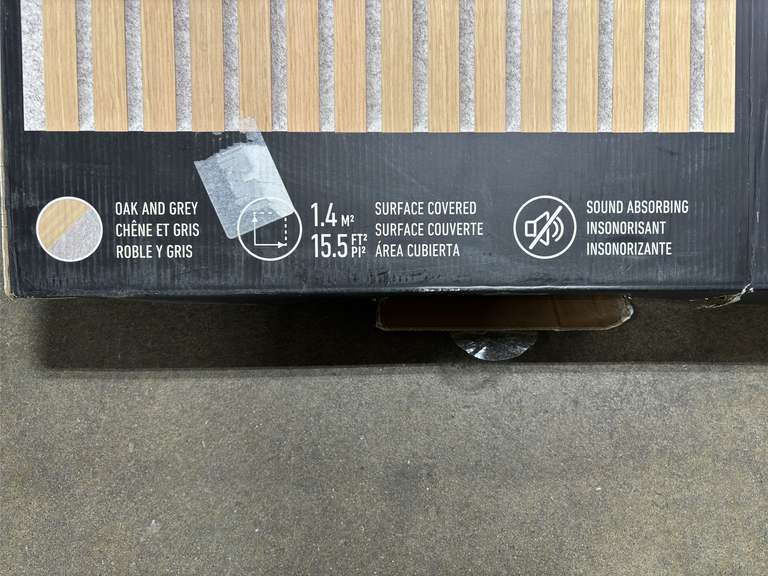 OAK AND GREY
CHÊNE ET GRIS
ROBLE Y GRIS
1.4 M²
15.5 FT² PI²
SURFACE COVERED
SURFACE COUVERTE
ÁREA CUBIERTA
SOUND ABSORBING
INSONORISANT
INSONORIZANTE